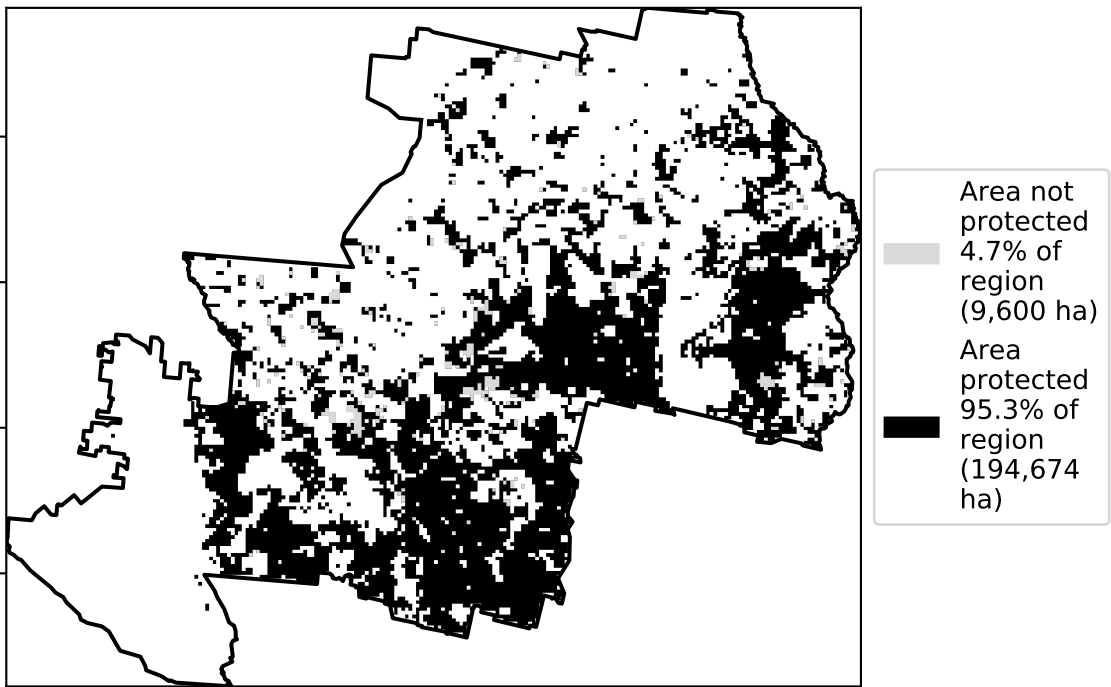 Area not
protected
4.7% of
region
(9,600 ha)
Area
protected
95.3% of
region
(194,674
ha)